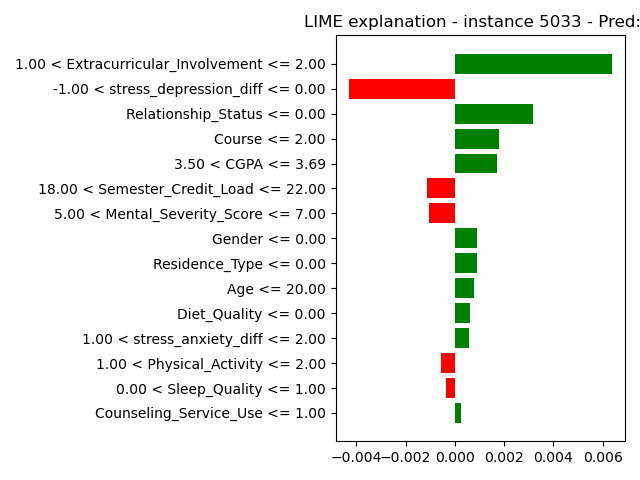 LIME explanation - instance 5033 - Pred:
1.00 < Extracurricular_Involvement <= 2.00
-1.00 < stress_depression_diff <= 0.00
Relationship_Status <= 0.00
Course <= 2.00
3.50 < CGPA <= 3.69
18.00 < Semester_Credit_Load <= 22.00
5.00 < Mental_Severity_Score <= 7.00
Gender <= 0.00
Residence_Type <= 0.00
Age <= 20.00
Diet_Quality <= 0.00
1.00 < stress_anxiety_diff <= 2.00
1.00 < Physical_Activity <= 2.00
0.00 < Sleep_Quality <= 1.00
Counseling_Service_Use <= 1.00
−0.004 −0.002 0.000 0.002 0.004 0.006